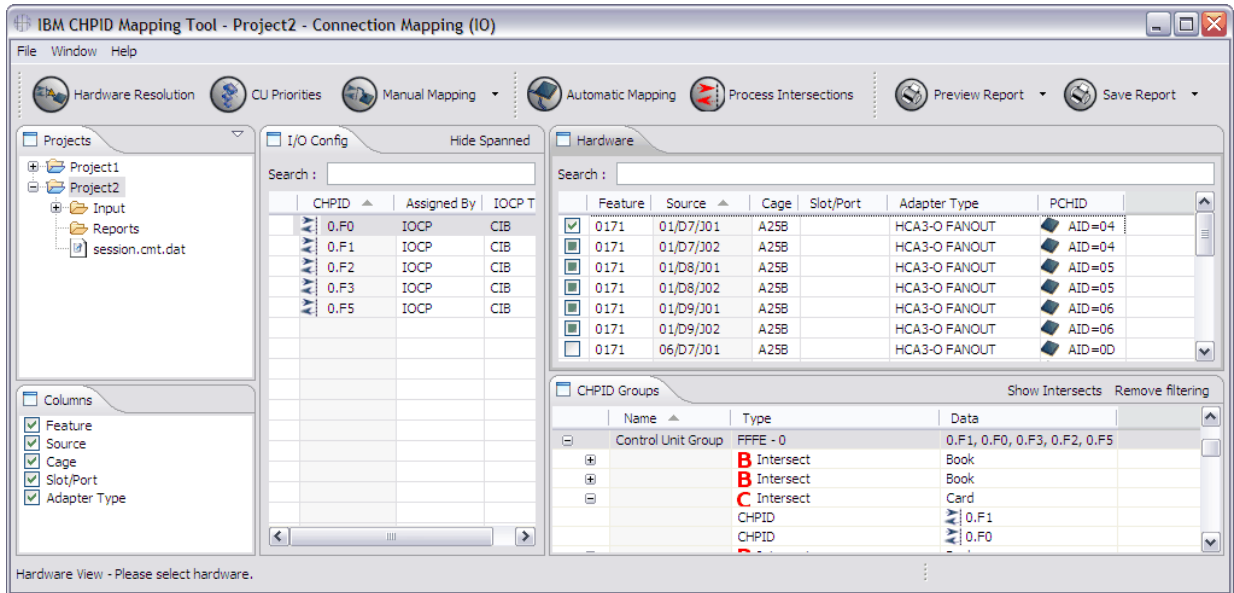 IBM CHPID Mapping Tool - Project2 - Connection Mapping (IO)
File Window Help
Hardware Resolution CU Priorities Manual Mapping Automatic Mapping Process Intersections Preview Report Save Report
Projects
Project1
Project2
Input
Reports
session.cmt.dat
Columns
Feature
Source
Cage
Slot/Port
Adapter Type
I/O Config Hide Spanned
Search :
CHPID Assigned By IOCP T
0.F0 IOCP CIB
0.F1 IOCP CIB
0.F2 IOCP CIB
0.F3 IOCP CIB
0.F5 IOCP CIB
Hardware
Search :
Feature Source Cage Slot/Port Adapter Type PCHID
0171 01/D7/J01 A25B HCA3-O FANOUT AID=04
0171 01/D7/J02 A25B HCA3-O FANOUT AID=04
0171 01/D8/J01 A25B HCA3-O FANOUT AID=05
0171 01/D8/J02 A25B HCA3-O FANOUT AID=05
0171 01/D9/J01 A25B HCA3-O FANOUT AID=06
0171 01/D9/J02 A25B HCA3-O FANOUT AID=06
0171 06/D7/J01 A25B HCA3-O FANOUT AID=0D
CHPID Groups Show Intersects Remove filtering
Name Type Data
Control Unit Group FFFE - 0 0.F1, 0.F0, 0.F3, 0.F2, 0.F5
B Intersect Book
B Intersect Book
C Intersect Card
CHPID 0.F1
CHPID 0.F0
Hardware View - Please select hardware.